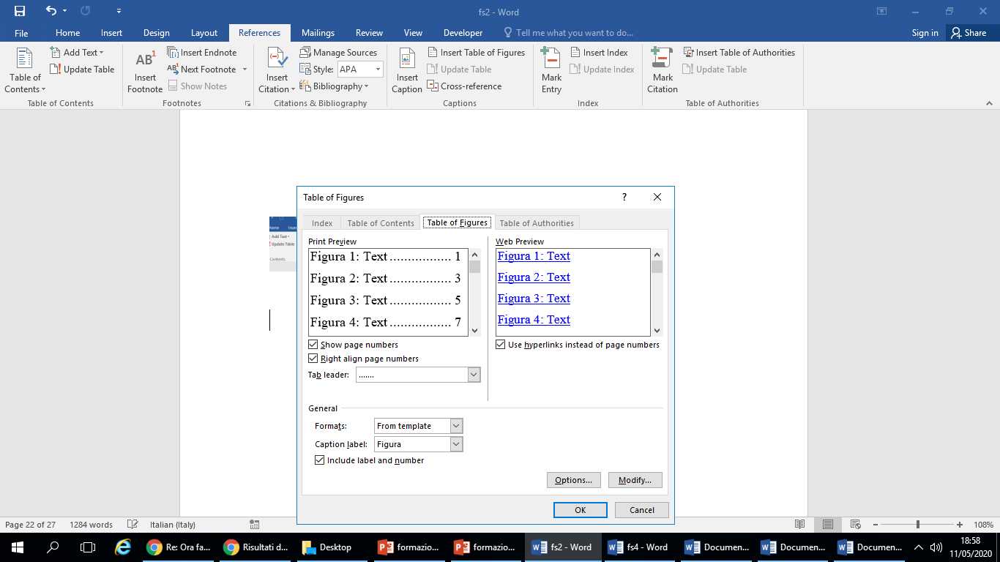 fs2 - Word
File Home Insert Design Layout References Mailings Review View Developer Tell me what you want to do... Sign in Share
Table of Contents
Add Text
Update Table
Table of Contents
AB1
Insert Footnote
Insert Endnote
Next Footnote
Show Notes
Footnotes
Insert Citation
Manage Sources
Style: APA
Bibliography
Citations & Bibliography
Insert Caption
Insert Table of Figures
Update Table
Cross-reference
Captions
Mark Entry
Insert Index
Update Index
Index
Mark Citation
Insert Table of Authorities
Update Table
Table of Authorities
Add Text
Update Table
Contents
Table of Figures ?
Index Table of Contents Table of Figures Table of Authorities
Print Preview
Figura 1: Text ................. 1
Figura 2: Text ................. 3
Figura 3: Text ................. 5
Figura 4: Text ................. 7
Show page numbers
Right align page numbers
Tab leader: .......
Web Preview
Figura 1: Text
Figura 2: Text
Figura 3: Text
Figura 4: Text
Use hyperlinks instead of page numbers
General
Formats: From template
Caption label: Figura
Include label and number
Options... Modify...
OK Cancel
Page 22 of 27 1284 words Italian (Italy) 108%
Re: Ora fa... Risultati d... Desktop formazio... formazio... fs2 - Word fs4 - Word Documen... Documen... Documen... 18:58
11/05/2020